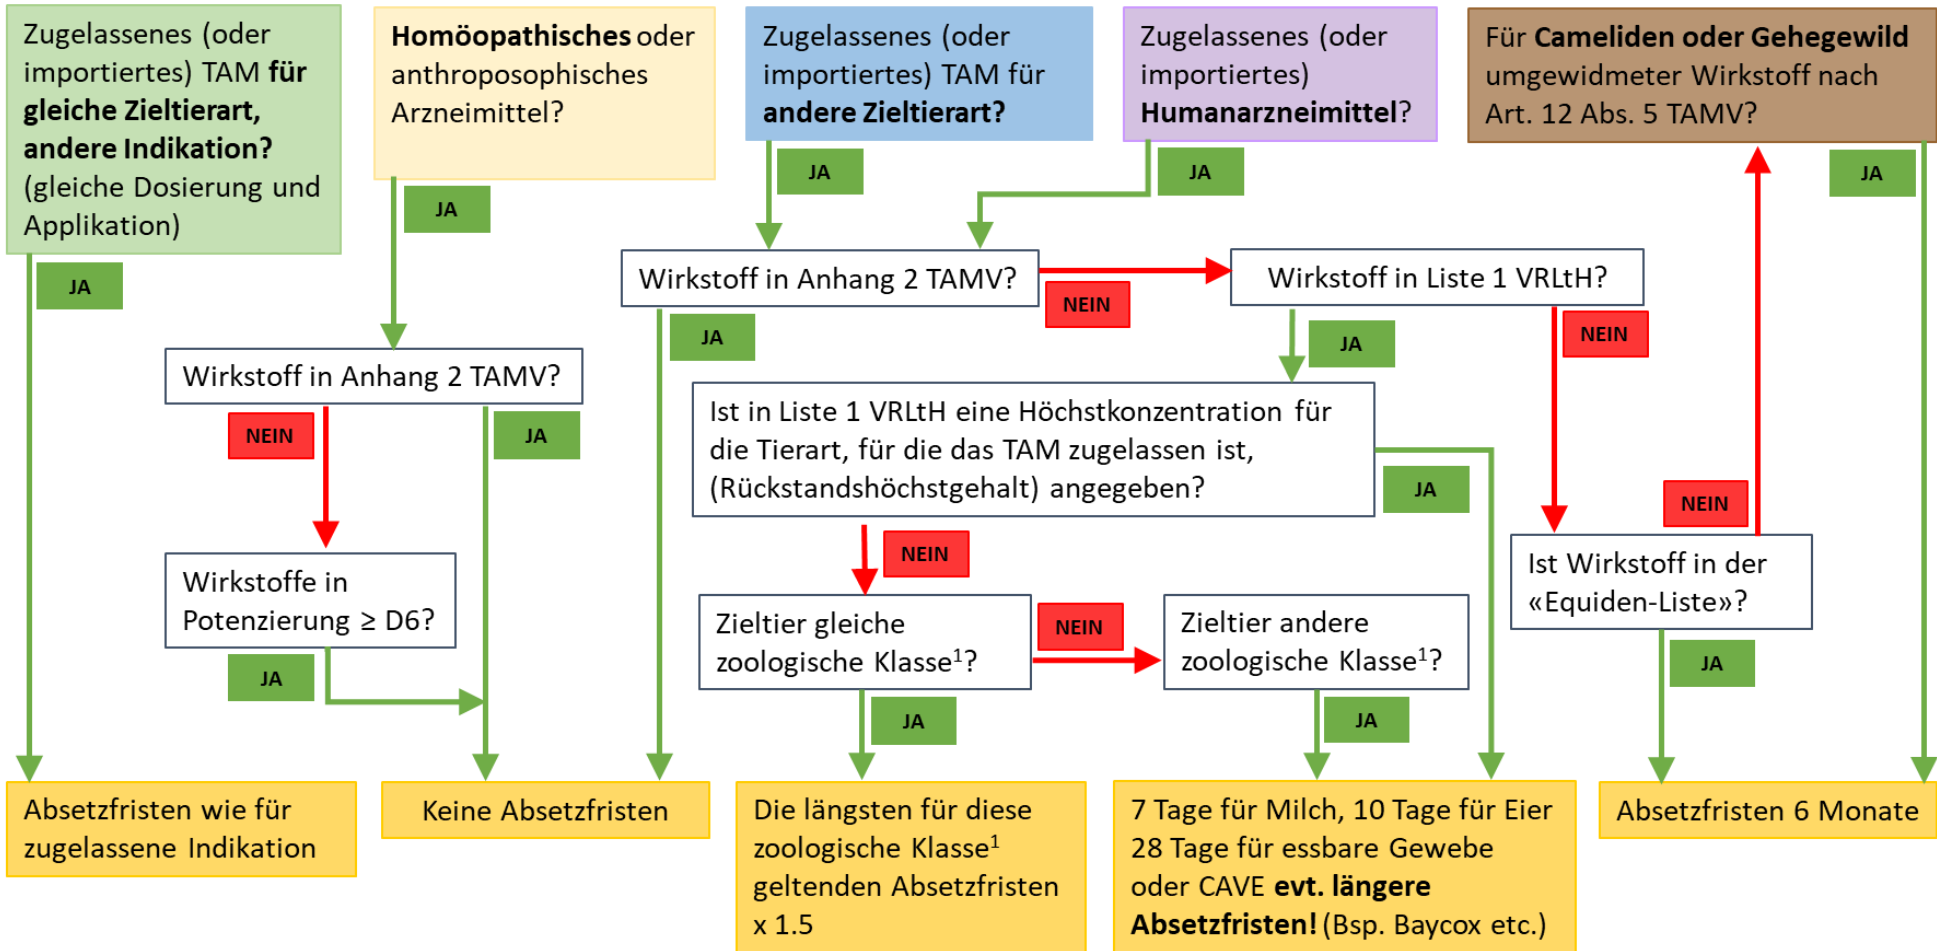 Zugelassenes (oder
importiertes) TAM für
gleiche Zieltierart,
andere Indikation?
(gleiche Dosierung und
Applikation)
JA
Homöopathisches oder
anthroposophisches
Arzneimittel?
JA
Zugelassenes (oder
importiertes) TAM für
andere Zieltierart?
JA
Zugelassenes (oder
importiertes)
Humanarzneimittel?
JA
Für Cameliden oder Gehegewild
umgewidmeter Wirkstoff nach
Art. 12 Abs. 5 TAMV?
JA
Wirkstoff in Anhang 2 TAMV?
NEIN
JA
Wirkstoff in Liste 1 VRLtH?
NEIN
JA
Wirkstoff in Anhang 2 TAMV?
NEIN
JA
Ist in Liste 1 VRLtH eine Höchstkonzentration für
die Tierart, für die das TAM zugelassen ist,
(Rückstandshöchstgehalt) angegeben?
JA
NEIN
NEIN
Ist Wirkstoff in der
«Equiden-Liste»?
JA
Wirkstoffe in
Potenzierung ≥ D6?
JA
Zieltier gleiche
zoologische Klasse¹?
NEIN
JA
Zieltier andere
zoologische Klasse¹?
JA
Absetzfristen wie für
zugelassene Indikation
Keine Absetzfristen
Die längsten für diese
zoologische Klasse¹
geltenden Absetzfristen
x 1.5
7 Tage für Milch, 10 Tage für Eier
28 Tage für essbare Gewebe
oder CAVE evt. längere
Absetzfristen! (Bsp. Baycox etc.)
Absetzfristen 6 Monate